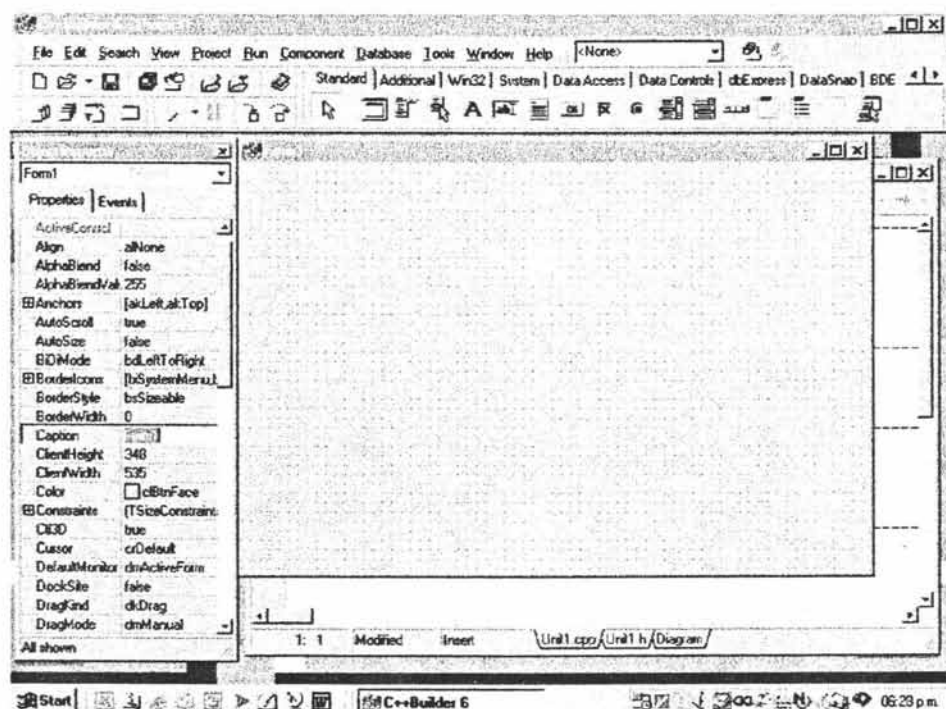 File Edit Search View Project Run Component Database Tools Window Help <None>
Standard Additional Win32 System Data Access Data Controls dbExpress DataSnap BDE
Form1
Properties Events
ActiveControl
Align alNone
AlphaBlend false
AlphaBlendVal 255
Anchors [akLeft,akTop]
AutoScroll true
AutoSize false
BiDiMode bdLeftToRight
BorderIcons [biSystemMenu,
BorderStyle bsSizeable
BorderWidth 0
Caption
ClientHeight 348
ClientWidth 535
Color clBtnFace
Constraints (TSizeConstraint
Ctl3D true
Cursor crDefault
DefaultMonitor dmActiveForm
DockSite false
DragKind dkDrag
DragMode dmManual
All shown
1: 1 Modified Insert Unit1.cpp Unit1.h Diagram
Start C++Builder 6 06:23 p.m.